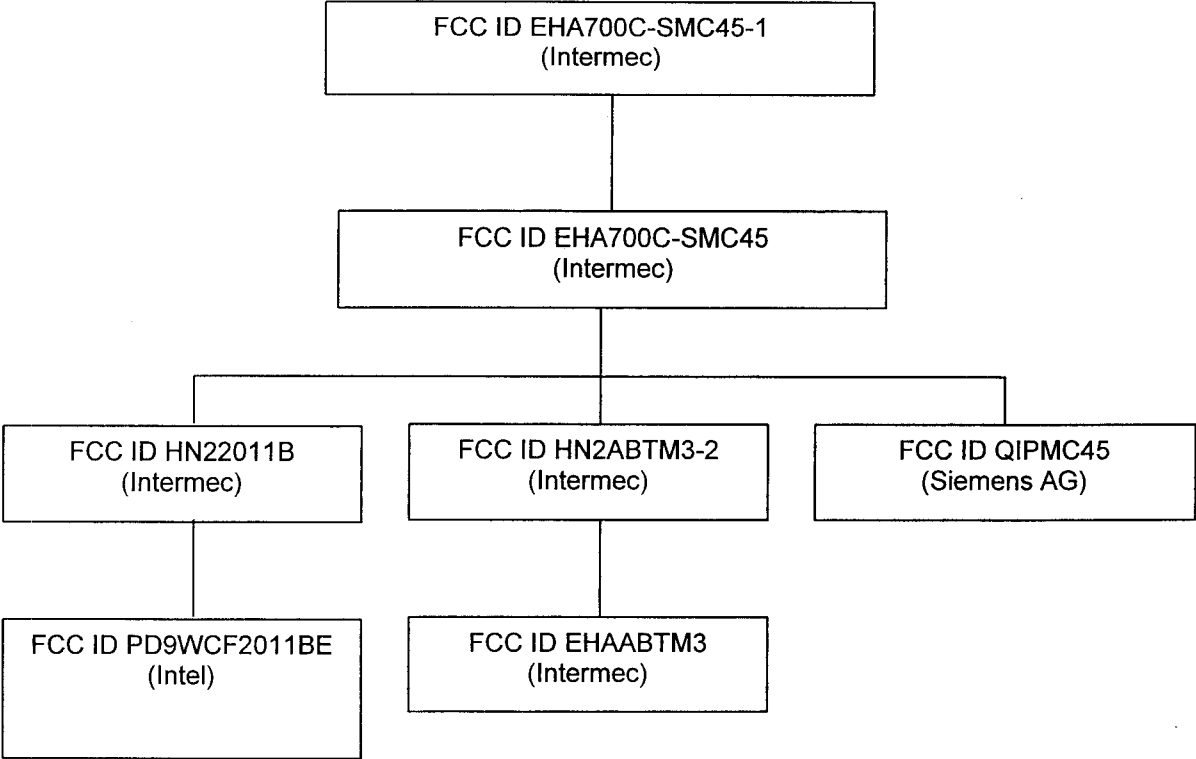 FCC ID EHA700C-SMC45-1
(Intermec)
FCC ID EHA700C-SMC45
(Intermec)
FCC ID HN22011B
(Intermec)
FCC ID HN2ABTM3-2
(Intermec)
FCC ID QIPMC45
(Siemens AG)
FCC ID PD9WCF2011BE
(Intel)
FCC ID EHAABTM3
(Intermec)